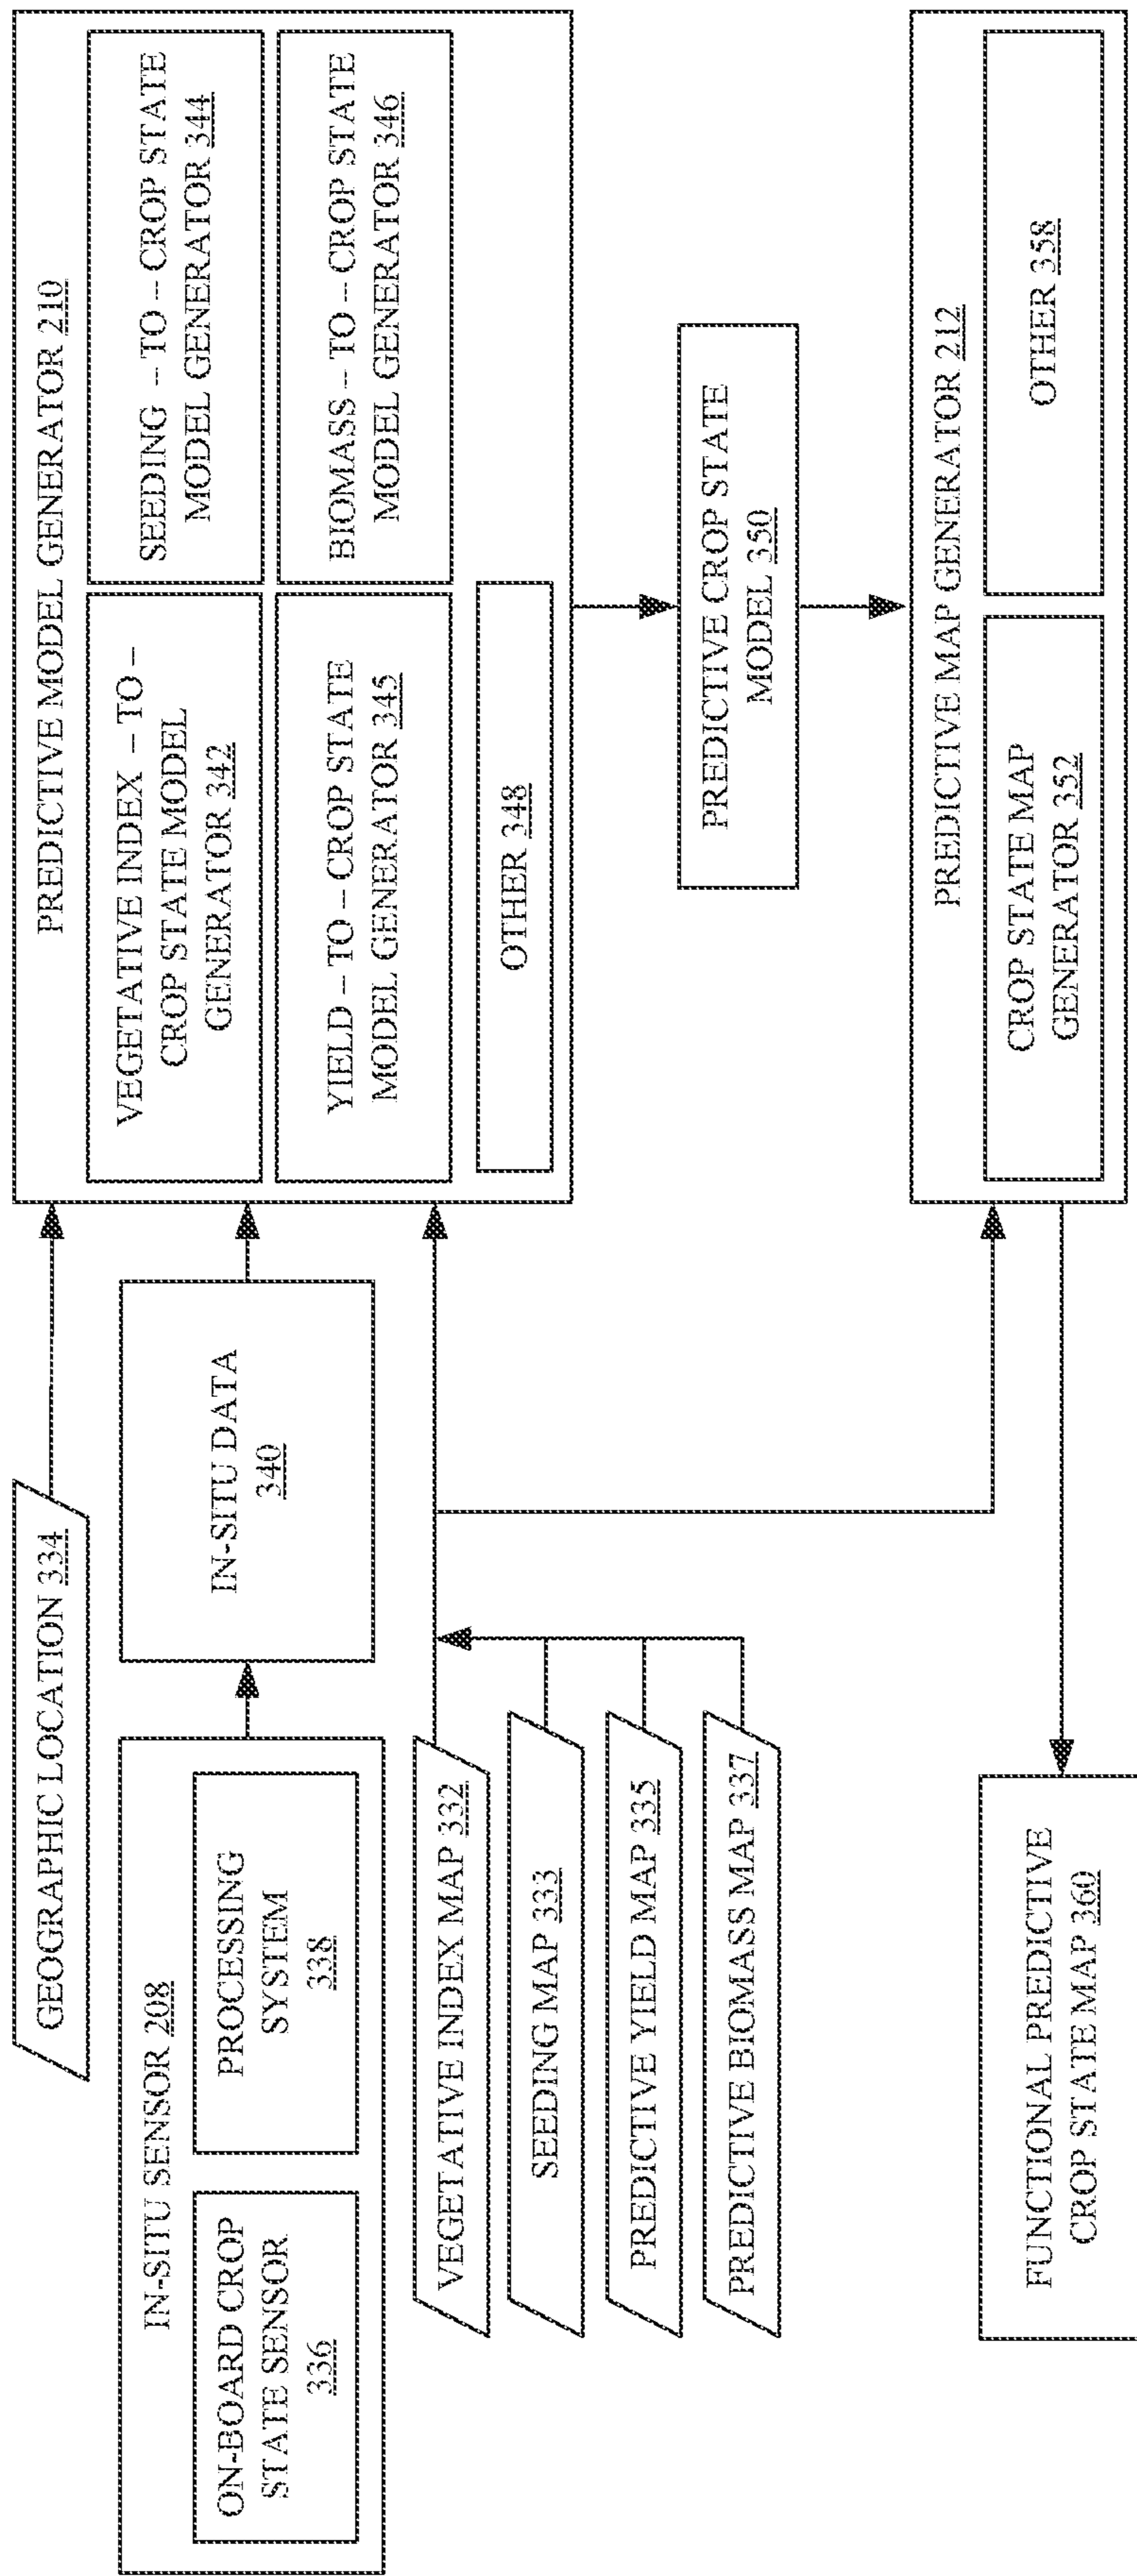 GEOGRAPHIC LOCATION 334
IN-SITU SENSOR 208
ON-BOARD CROP
STATE SENSOR
336
PROCESSING
SYSTEM
338
IN-SITU DATA
340
VEGETATIVE INDEX MAP 332
SEEDING MAP 333
PREDICTIVE YIELD MAP 335
PREDICTIVE BIOMASS MAP 337
PREDICTIVE MODEL GENERATOR 210
VEGETATIVE INDEX – TO –
CROP STATE MODEL
GENERATOR 342
SEEDING – TO – CROP STATE
MODEL GENERATOR 344
YIELD – TO – CROP STATE
MODEL GENERATOR 345
BIOMASS – TO – CROP STATE
MODEL GENERATOR 346
OTHER 348
PREDICTIVE CROP STATE
MODEL 350
PREDICTIVE MAP GENERATOR 212
CROP STATE MAP
GENERATOR 352
OTHER 358
FUNCTIONAL PREDICTIVE
CROP STATE MAP 360